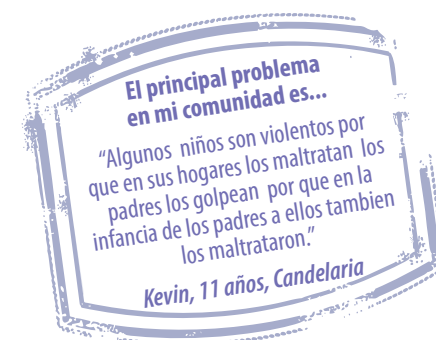 El principal problema
en mi comunidad es...
“Algunos niños son violentos por
que en sus hogares los maltratan los
padres los golpean por que en la
infancia de los padres a ellos tambien
los maltrataron.”
Kevin, 11 años, Candelaria